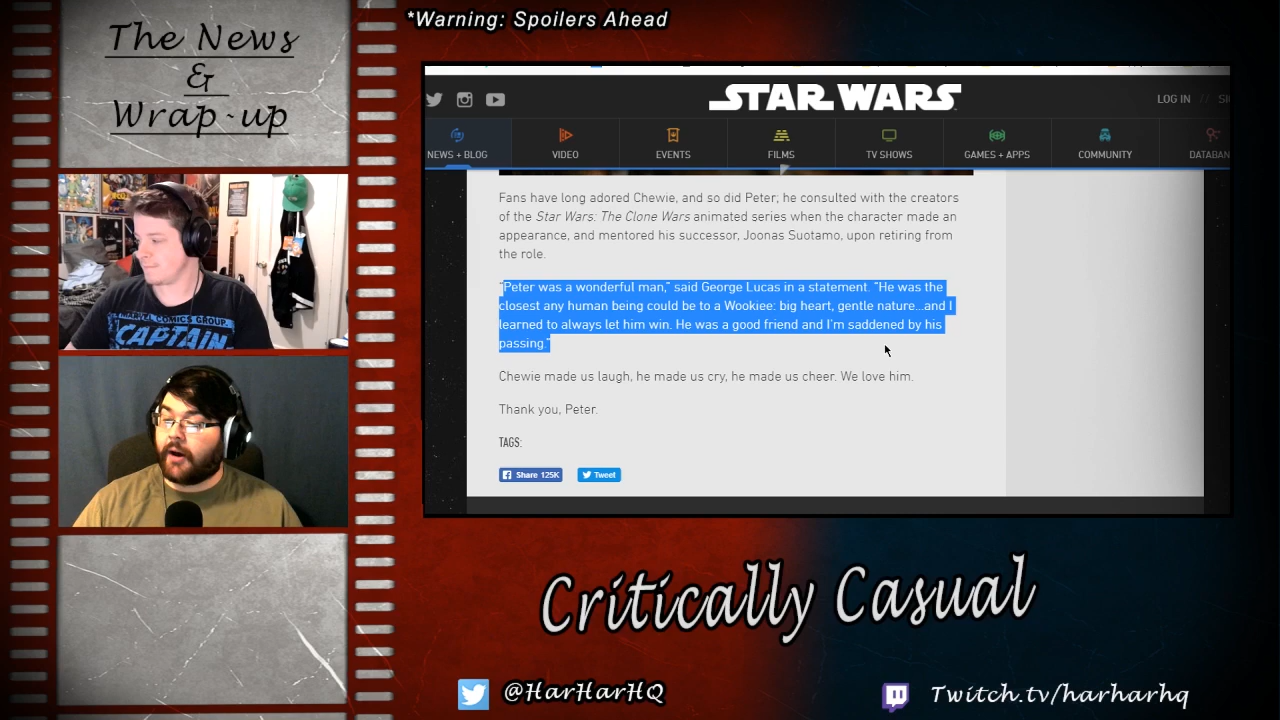 *Warning: Spoilers Ahead
The News
&
Wrap-up
STAR WARS
LOG IN // SI
NEWS + BLOG
VIDEO
EVENTS
FILMS
TV SHOWS
GAMES + APPS
COMMUNITY
DATABAN
Fans have long adored Chewie, and so did Peter; he consulted with the creators
of the Star Wars: The Clone Wars animated series when the character made an
appearance, and mentored his successor, Joonas Suotamo, upon retiring from
the role.
"Peter was a wonderful man," said George Lucas in a statement. "He was the
closest any human being could be to a Wookiee: big heart, gentle nature...and I
learned to always let him win. He was a good friend and I'm saddened by his
passing."
Chewie made us laugh, he made us cry, he made us cheer. We love him.
Thank you, Peter.
TAGS:
Share 125K
Tweet
MARVEL COMICS GROUP
CAPTAIN
Critically Casual
@HarHarHQ
Twitch.tv/harharhq